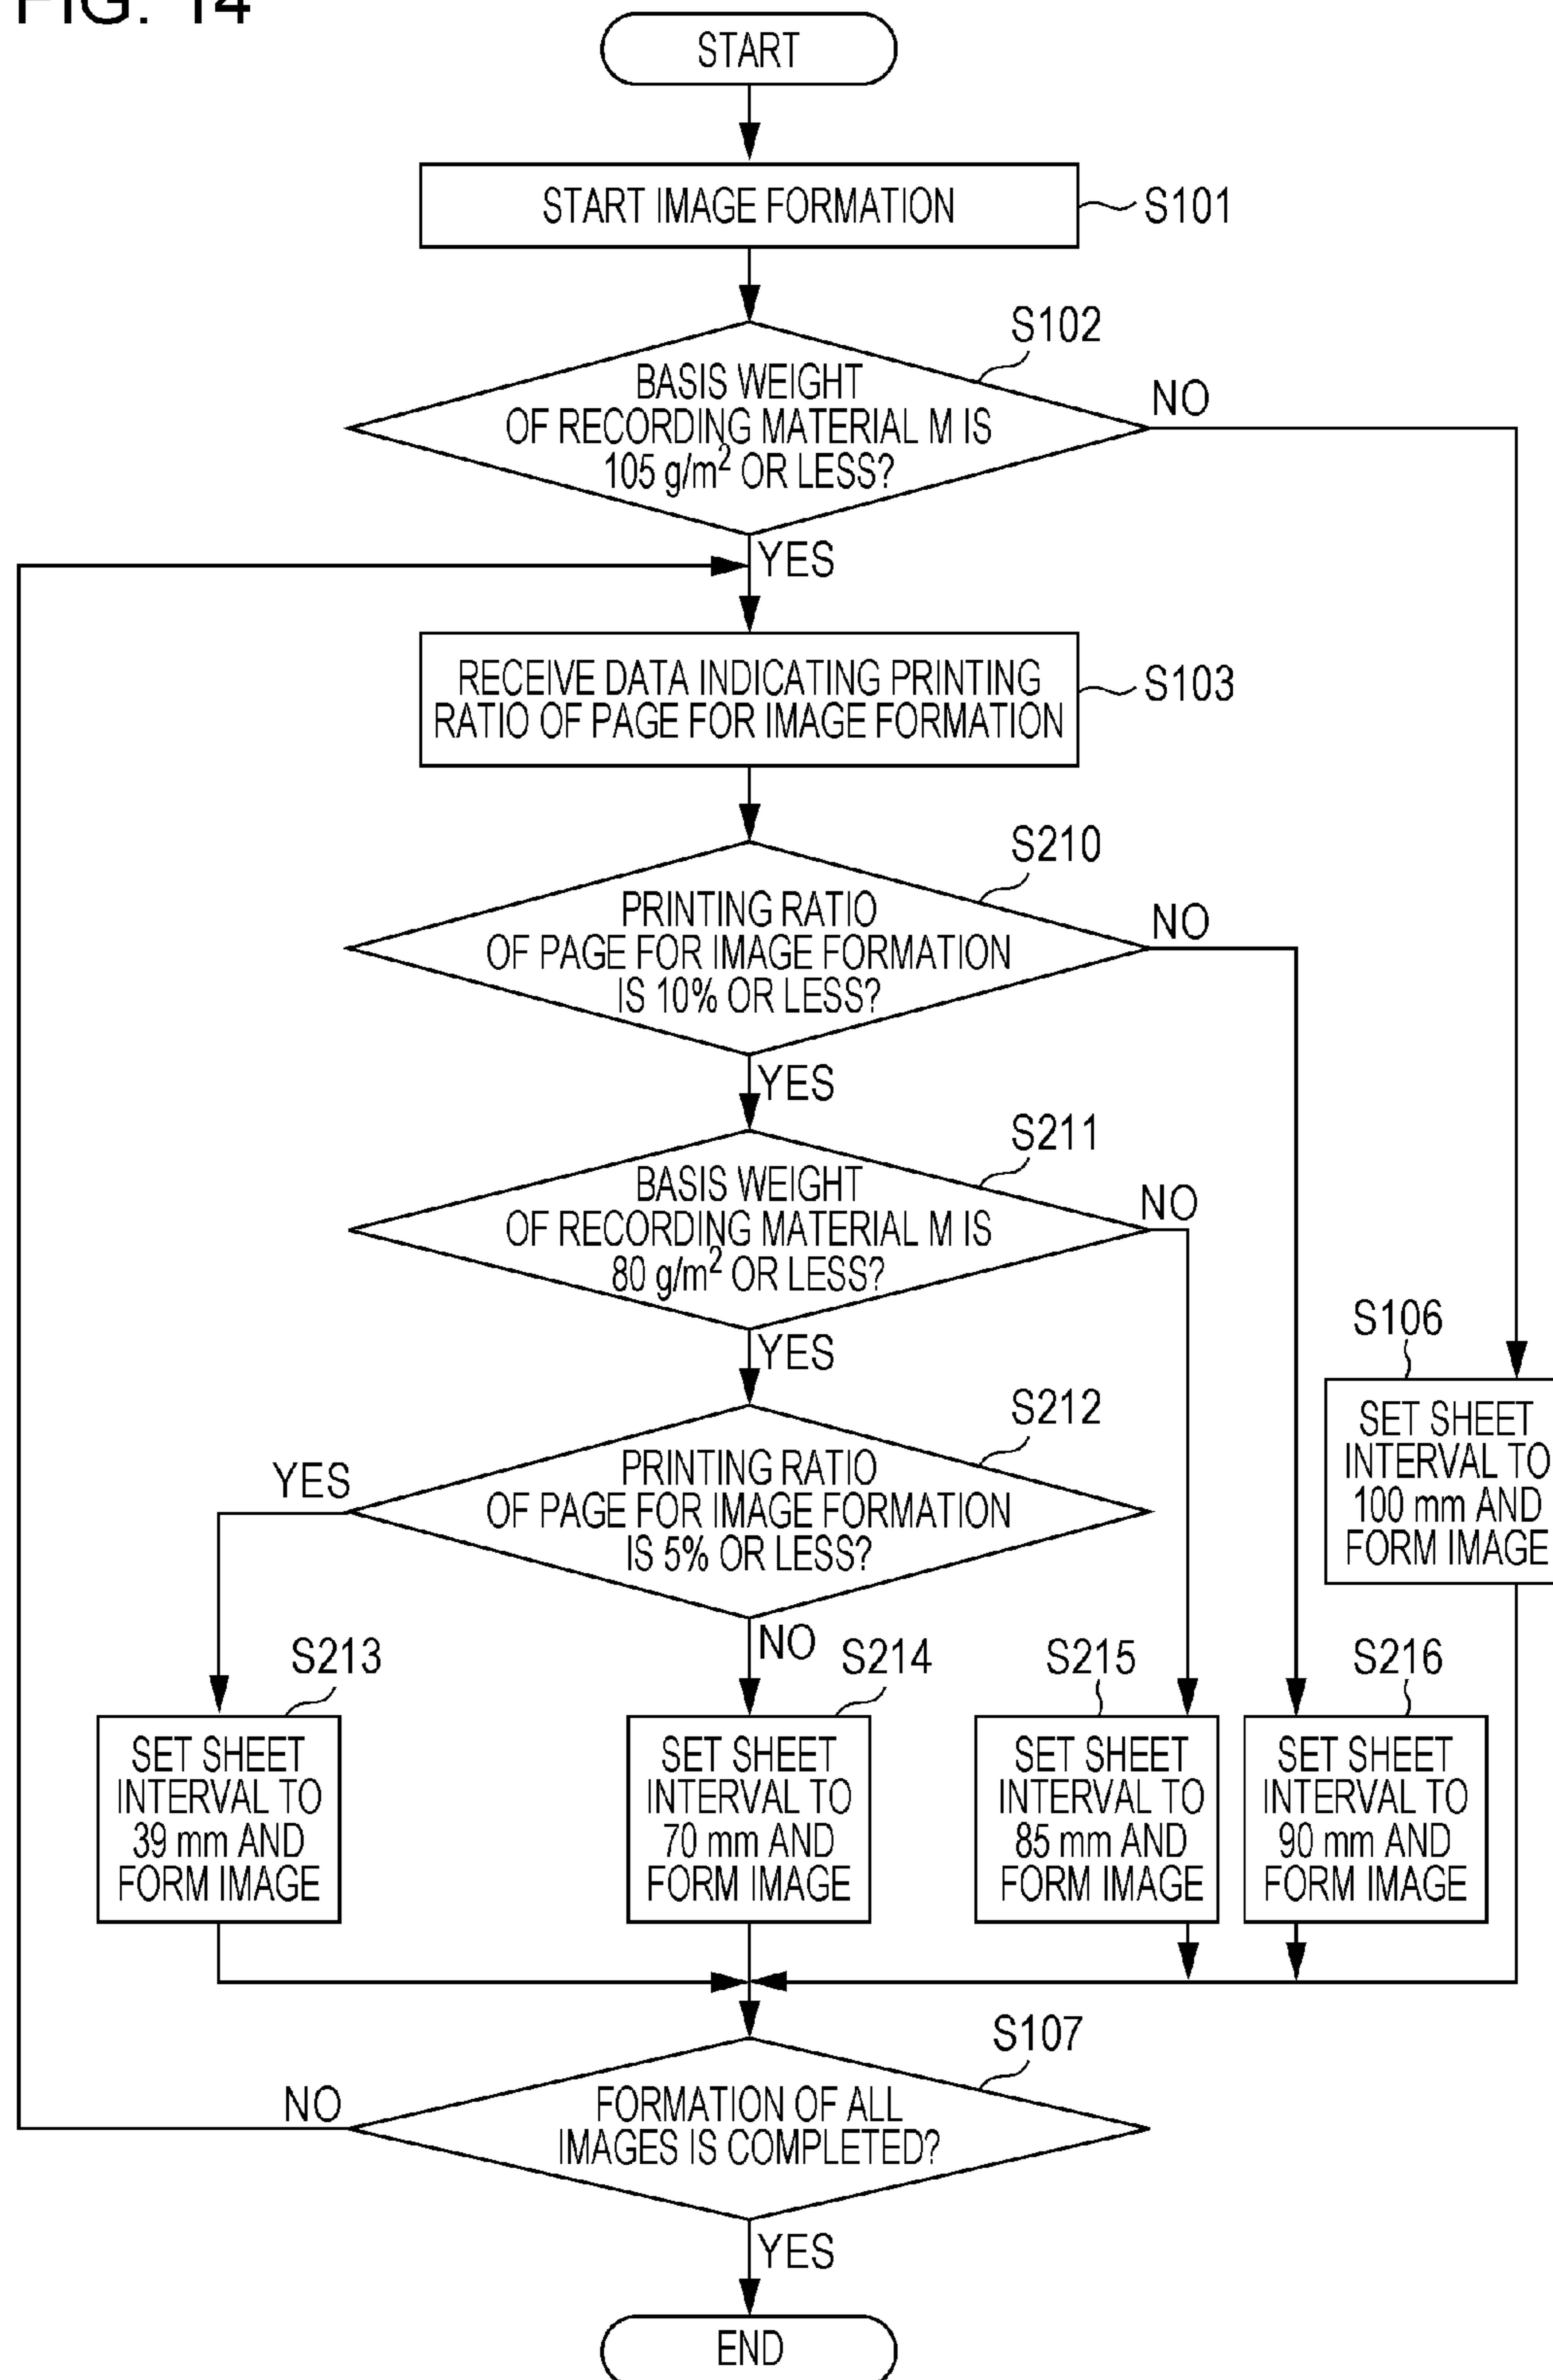 FIG. 14
START
START IMAGE FORMATION
S101
S102
BASIS WEIGHT
OF RECORDING MATERIAL M IS
105 g/m² OR LESS?
NO
YES
RECEIVE DATA INDICATING PRINTING
RATIO OF PAGE FOR IMAGE FORMATION
S103
S210
PRINTING RATIO
OF PAGE FOR IMAGE FORMATION
IS 10% OR LESS?
NO
YES
S211
BASIS WEIGHT
OF RECORDING MATERIAL M IS
80 g/m² OR LESS?
NO
YES
S212
PRINTING RATIO
OF PAGE FOR IMAGE FORMATION
IS 5% OR LESS?
YES
NO
S106
SET SHEET
INTERVAL TO
100 mm AND
FORM IMAGE
S213
SET SHEET
INTERVAL TO
39 mm AND
FORM IMAGE
S214
SET SHEET
INTERVAL TO
70 mm AND
FORM IMAGE
S215
SET SHEET
INTERVAL TO
85 mm AND
FORM IMAGE
S216
SET SHEET
INTERVAL TO
90 mm AND
FORM IMAGE
S107
FORMATION OF ALL
IMAGES IS COMPLETED?
NO
YES
END